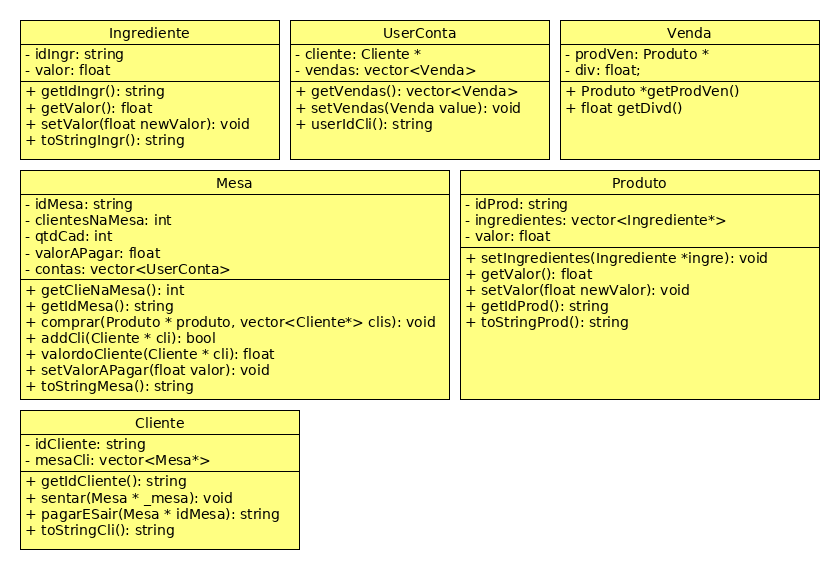 Ingrediente
- idIngr: string
- valor: float
+ getIdIngr(): string
+ getValor(): float
+ setValor(float newValor): void
+ toStringIngr(): string
UserConta
- cliente: Cliente *
- vendas: vector<Venda>
+ getVendas(): vector<Venda>
+ setVendas(Venda value): void
+ userIdCli(): string
Venda
- prodVen: Produto *
- div: float;
+ Produto *getProdVen()
+ float getDivd()
Mesa
- idMesa: string
- clientesNaMesa: int
- qtdCad: int
- valorAPagar: float
- contas: vector<UserConta>
+ getClieNaMesa(): int
+ getIdMesa(): string
+ comprar(Produto * produto, vector<Cliente*> clis): void
+ addCli(Cliente * cli): bool
+ valordoCliente(Cliente * cli): float
+ setValorAPagar(float valor): void
+ toStringMesa(): string
Produto
- idProd: string
- ingredientes: vector<Ingrediente*>
- valor: float
+ setIngredientes(Ingrediente *ingre): void
+ getValor(): float
+ setValor(float newValor): void
+ getIdProd(): string
+ toStringProd(): string
Cliente
- idCliente: string
- mesaCli: vector<Mesa*>
+ getIdCliente(): string
+ sentar(Mesa * _mesa): void
+ pagarESair(Mesa * idMesa): string
+ toStringCli(): string